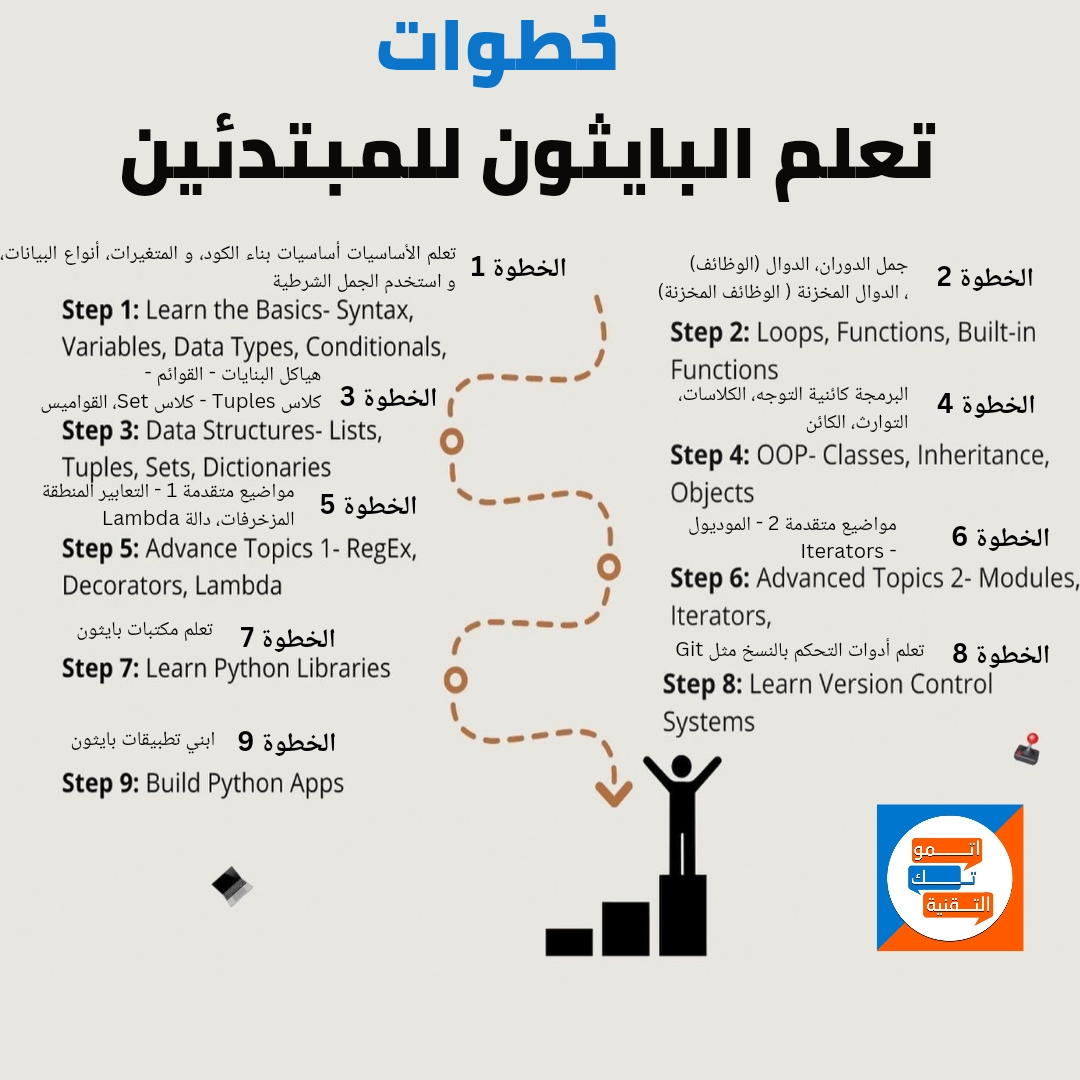 خطوات
تعلم البايثون للمبتدئين
الخطوة 1
تعلم الأساسيات أساسيات بناء الكود، و المتغيرات، أنواع البيانات،
و استخدم الجمل الشرطية
Step 1: Learn the Basics- Syntax,
Variables, Data Types, Conditionals,
الخطوة 2
جمل الدوران، الدوال (الوظائف)
، الدوال المخزنة ( الوظائف المخزنة)
Step 2: Loops, Functions, Built-in
Functions
الخطوة 3
هياكل البنايات - القوائم -
كلاس Tuples - كلاس Set، القواميس
Step 3: Data Structures- Lists,
Tuples, Sets, Dictionaries
الخطوة 4
البرمجة كائنية التوجه، الكلاسات،
التوارث، الكائن
Step 4: OOP- Classes, Inheritance,
Objects
الخطوة 5
مواضيع متقدمة 1 - التعابير المنطقة
المزخرفات، دالة Lambda
Step 5: Advance Topics 1- RegEx,
Decorators, Lambda
الخطوة 6
مواضيع متقدمة 2 - الموديول
- Iterators
Step 6: Advanced Topics 2- Modules,
Iterators,
الخطوة 7
تعلم مكتبات بايثون
Step 7: Learn Python Libraries
الخطوة 8
تعلم أدوات التحكم بالنسخ مثل Git
Step 8: Learn Version Control
Systems
الخطوة 9
ابني تطبيقات بايثون
Step 9: Build Python Apps
اتـمو
تـك
التـقنية